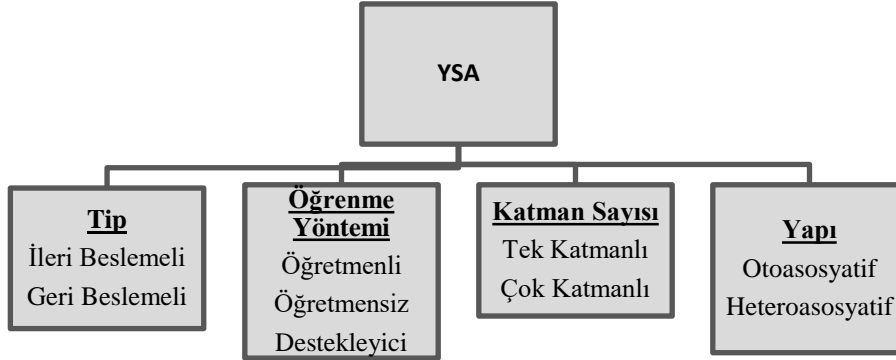 YSA
Tip
İleri Beslemeli
Geri Beslemeli
Öğrenme
Yöntemi
Öğretmenli
Öğretmensiz
Destekleyici
Katman Sayısı
Tek Katmanlı
Çok Katmanlı
Yapı
Otoasosyatif
Heteroasosyatif